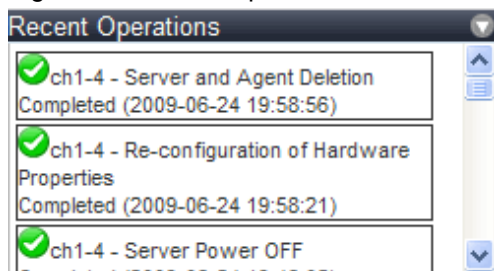 Recent Operations
ch1-4 - Server and Agent Deletion
Completed (2009-06-24 19:58:56)
ch1-4 - Re-configuration of Hardware
Properties
Completed (2009-06-24 19:58:21)
ch1-4 - Server Power OFF